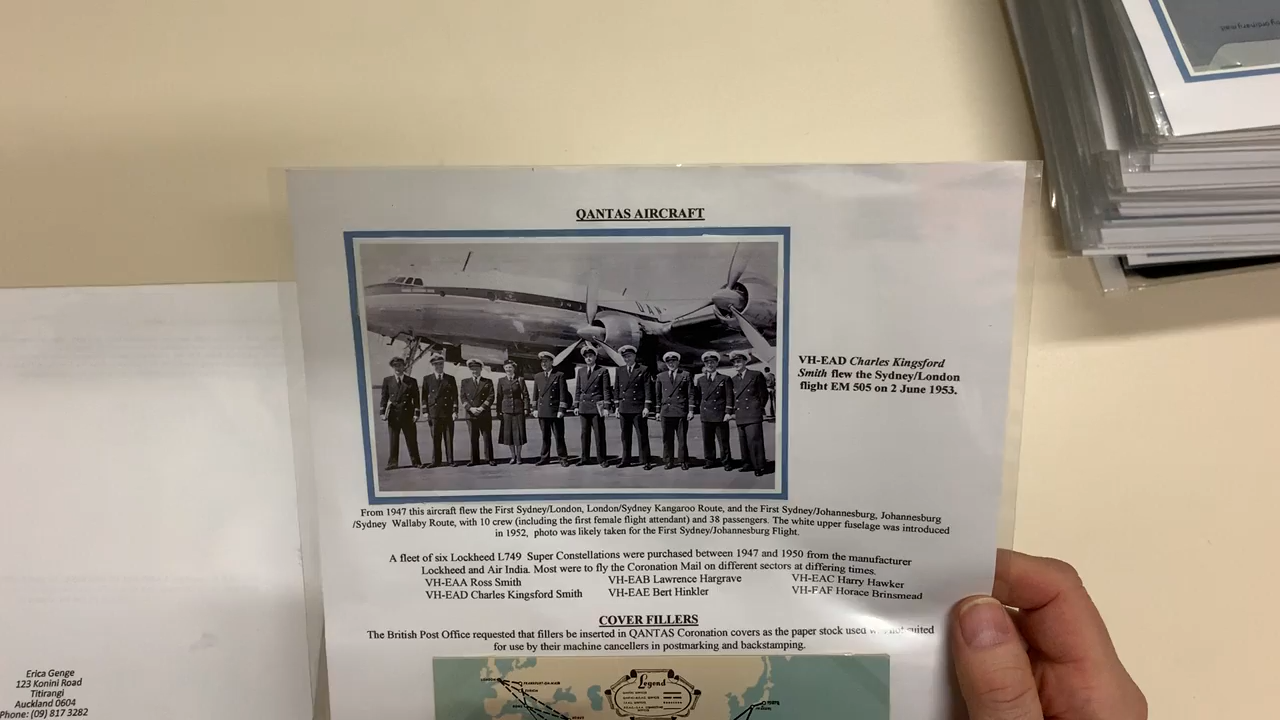 QANTAS AIRCRAFT
VH-EAD Charles Kingsford
Smith flew the Sydney/London
flight EM 505 on 2 June 1953.
From 1947 this aircraft flew the First Sydney/London, London/Sydney Kangaroo Route, and the First Sydney/Johannesburg, Johannesburg
/Sydney Wallaby Route, with 10 crew (including the first female flight attendant) and 38 passengers. The white upper fuselage was introduced
in 1952, photo was likely taken for the First Sydney/Johannesburg Flight.
A fleet of six Lockheed L749 Super Constellations were purchased between 1947 and 1950 from the manufacturer
Lockheed and Air India. Most were to fly the Coronation Mail on different sectors at differing times.
VH-EAA Ross Smith VH-EAB Lawrence Hargrave VH-EAC Harry Hawker
VH-EAD Charles Kingsford Smith VH-EAE Bert Hinkler VH-FAF Horace Brinsmead
COVER FILLERS
The British Post Office requested that fillers be inserted in QANTAS Coronation covers as the paper stock used not suited
for use by their machine cancellers in postmarking and backstamping.
Legend
LONDON
Erica Genge
123 Konini Road
Titirangi
Auckland 0604
Phone: (09) 817 3282